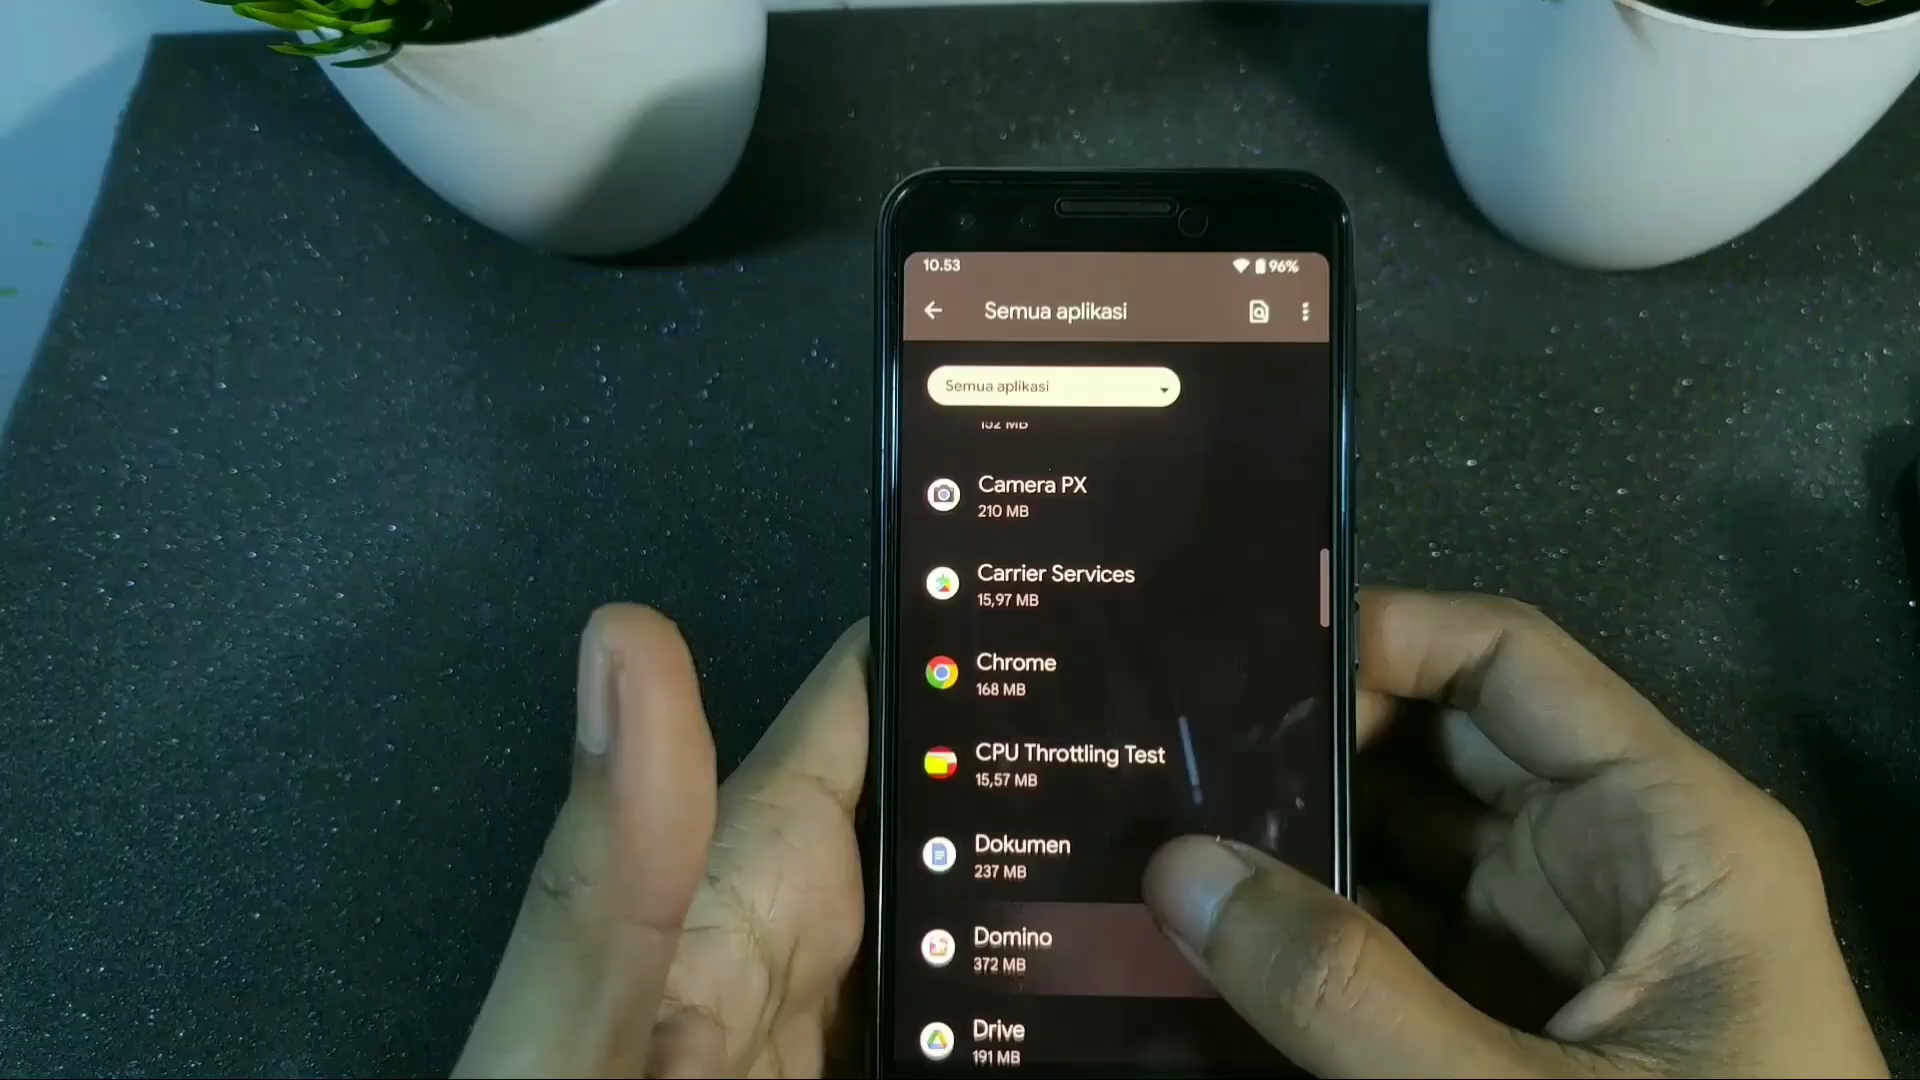 10.53
96%
Semua aplikasi
Semua aplikasi
Camera PX
210 MB
Carrier Services
15,97 MB
Chrome
168 MB
CPU Throttling Test
15,57 MB
Dokumen
237 MB
Domino
372 MB
Drive
191 MB